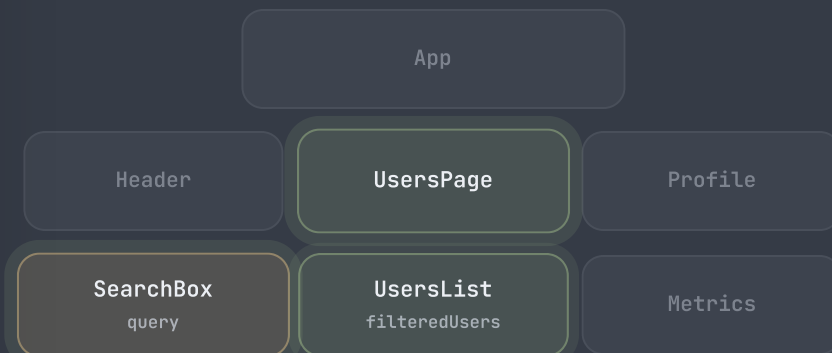 App
Header
UsersPage
Profile
SearchBox
query
UsersList
filteredUsers
Metrics